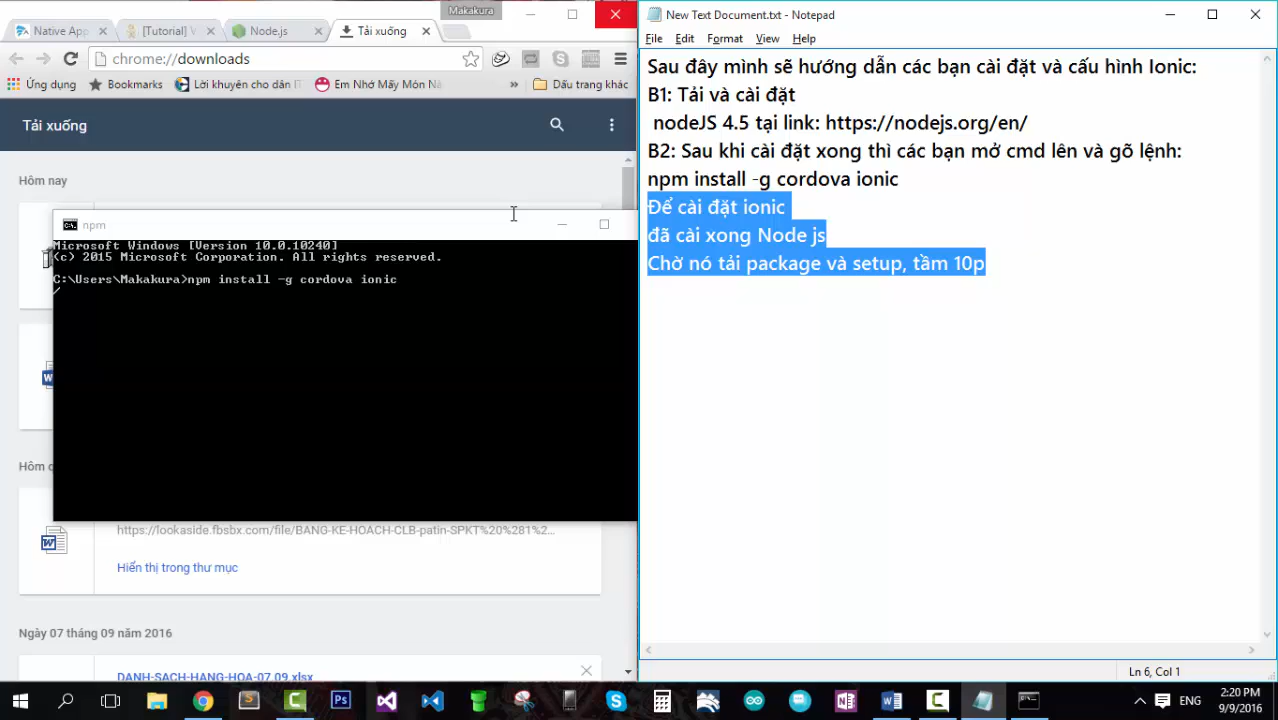 Makakura
Native App
[Tutorial] V
Node.js
Tải xuống
chrome://downloads
Ứng dụng
Bookmarks
Lời khuyên cho dân IT
Em Nhớ Mấy Món Nà
»
Dấu trang khác
Tải xuống
Hôm nay
npm
Microsoft Windows [Version 10.0.10240]
(c) 2015 Microsoft Corporation. All rights reserved.
C:\Users\Makakura>npm install -g cordova ionic
/
Hôm
https://lookaside.fbsbx.com/file/BANG-KE-HOACH-CLB-patin-SPKT%20%281%2...
Hiển thị trong thư mục
Ngày 07 tháng 09 năm 2016
DANH-SACH-HANG-HOA-07.09.xlsx
New Text Document.txt - Notepad
File Edit Format View Help
Sau đây mình sẽ hướng dẫn các bạn cài đặt và cấu hình Ionic:
B1: Tải và cài đặt
nodeJS 4.5 tại link: https://nodejs.org/en/
B2: Sau khi cài đặt xong thì các bạn mở cmd lên và gõ lệnh:
npm install -g cordova ionic
Để cài đặt ionic
đã cài xong Node js
Chờ nó tải package và setup, tầm 10p
Ln 6, Col 1
ENG
2:20 PM
9/9/2016